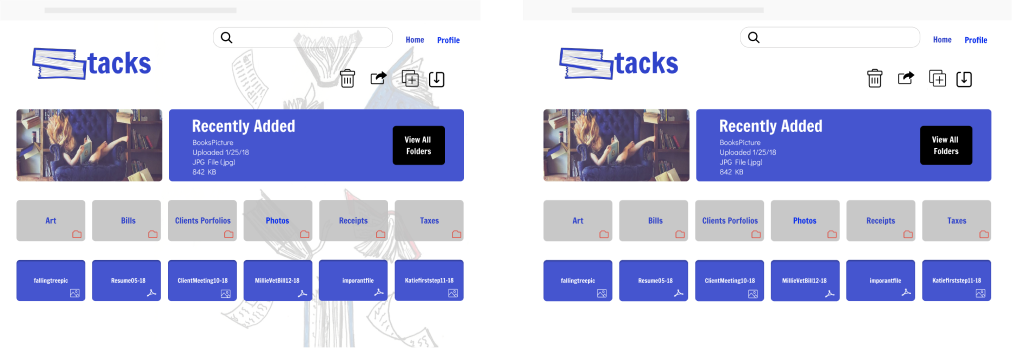 Home Profile
tacks
Recently Added
BooksPicture
Uploaded 1/25/18
JPG File (.jpg)
842 KB
View All
Folders
Art Bills Clients Porfolios Photos Receipts Taxes
fallingtreepic Resume05-18 ClientMeeting10-18 MillieVetBill12-18 imporantfile Katiefirststep11-18
Home Profile
tacks
Recently Added
BooksPicture
Uploaded 1/25/18
JPG File (.jpg)
842 KB
View All
Folders
Art Bills Clients Porfolios Photos Receipts Taxes
fallingtreepic Resume05-18 ClientMeeting10-18 MillieVetBill12-18 imporantfile Katiefirststep11-18